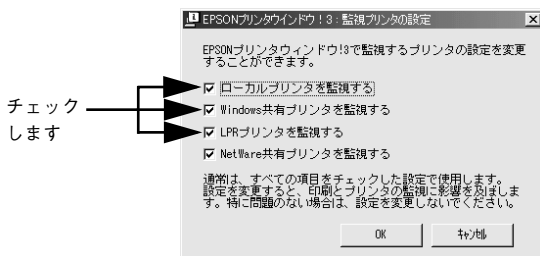 EPSONプリンタウィンドウ!3:監視プリンタの設定
EPSONプリンタウィンドウ!3で監視するプリンタの設定を変更
することができます。
ローカルプリンタを監視する
チェック
します
Windows共有プリンタを監視する
LPRプリンタを監視する
NetWare共有プリンタを監視する
通常は、すべての項目をチェックした設定で使用します。
設定を変更すると、印刷とプリンタの監視に影響を及ぼしま
す。特に問題のない場合は、設定を変更しないでください。
OK
キャンセル